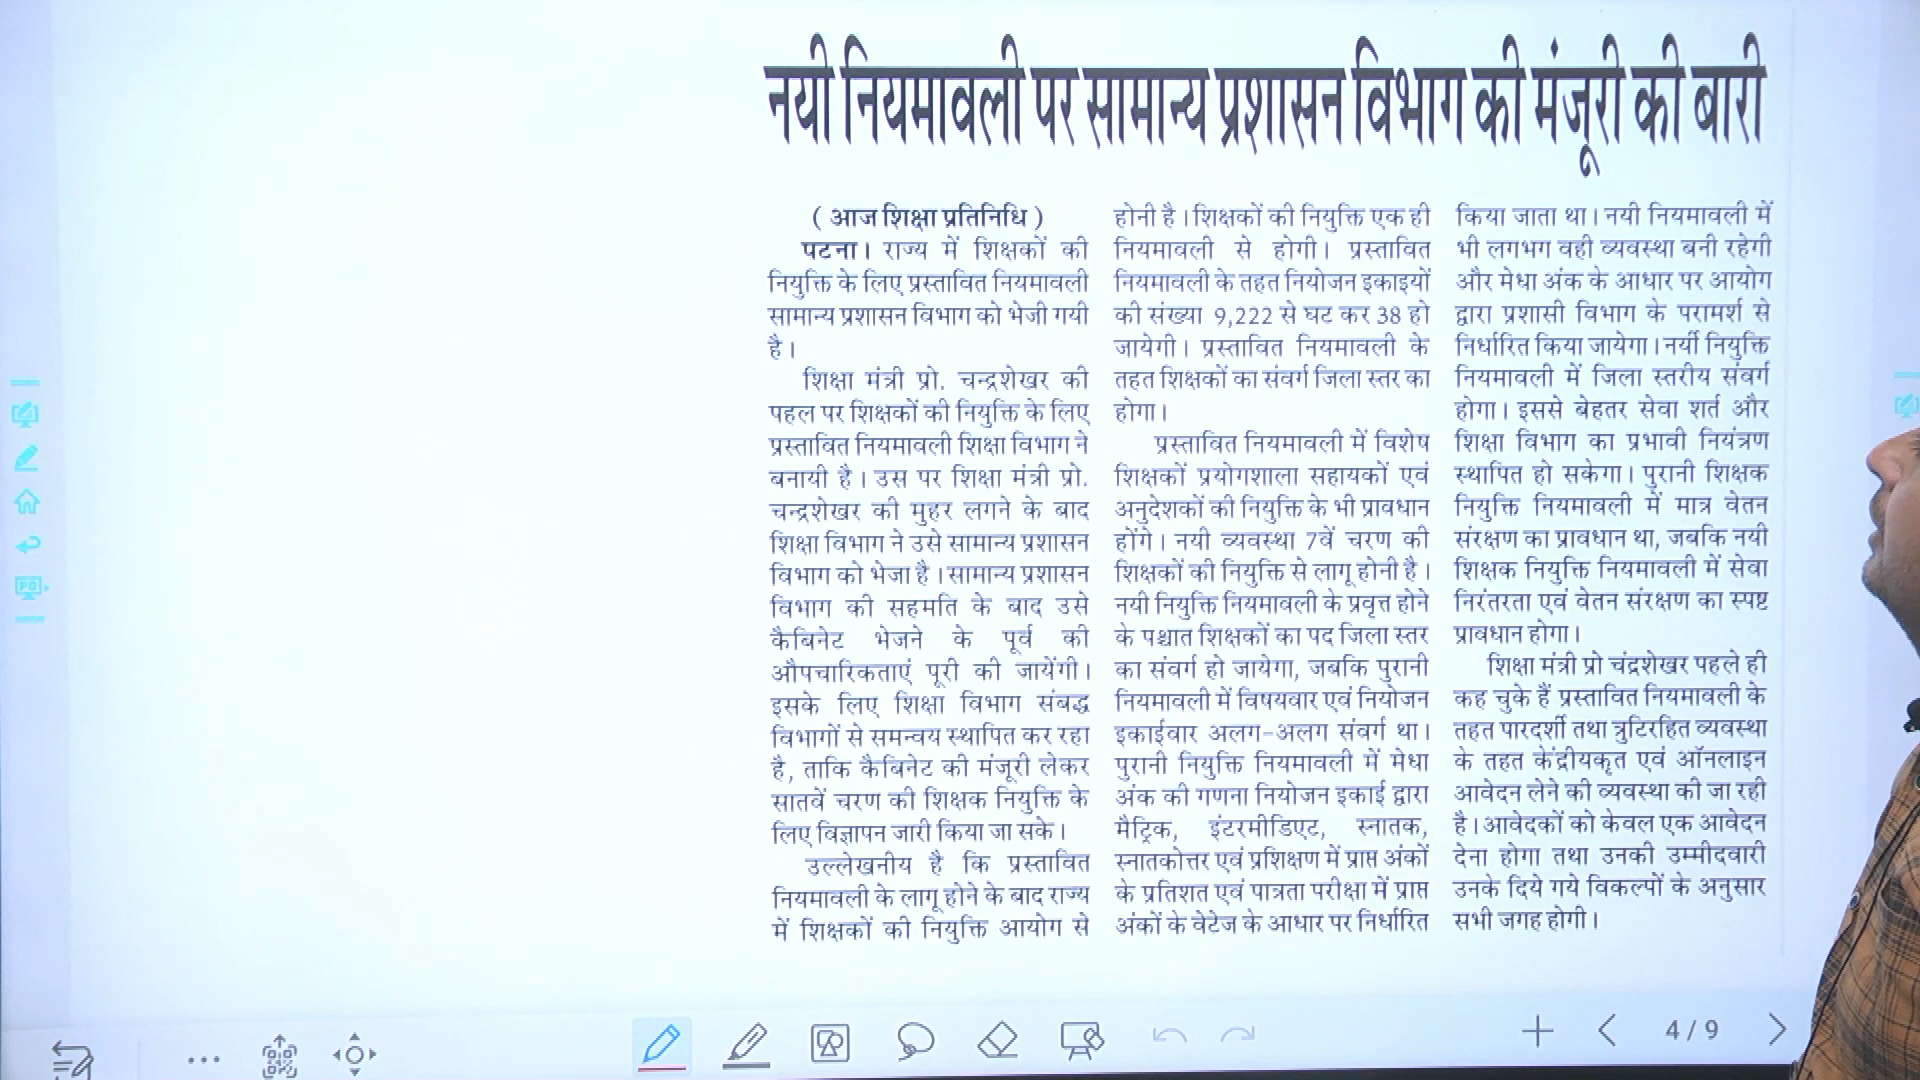 नयी नियमावली पर सामान्य प्रशासन विभाग की मंजूरी की बारी
( आज शिक्षा प्रतिनिधि )
पटना। राज्य में शिक्षकों की
नियुक्ति के लिए प्रस्तावित नियमावली
सामान्य प्रशासन विभाग को भेजी गयी
है।
शिक्षा मंत्री प्रो. चन्द्रशेखर की
पहल पर शिक्षकों की नियुक्ति के लिए
प्रस्तावित नियमावली शिक्षा विभाग ने
बनायी है। उस पर शिक्षा मंत्री प्रो.
चन्द्रशेखर की मुहर लगने के बाद
शिक्षा विभाग ने उसे सामान्य प्रशासन
विभाग को भेजा है। सामान्य प्रशासन
विभाग की सहमति के बाद उसे
कैबिनेट भेजने के पूर्व की
औपचारिकताएं पूरी की जायेंगी।
इसके लिए शिक्षा विभाग संबद्ध
विभागों से समन्वय स्थापित कर रहा
है, ताकि कैबिनेट की मंजूरी लेकर
सातवें चरण की शिक्षक नियुक्ति के
लिए विज्ञापन जारी किया जा सके।
उल्लेखनीय है कि प्रस्तावित
नियमावली के लागू होने के बाद राज्य
में शिक्षकों की नियुक्ति आयोग से
होनी है। शिक्षकों की नियुक्ति एक ही
नियमावली से होगी। प्रस्तावित
नियमावली के तहत नियोजन इकाइयों
की संख्या 9,222 से घट कर 38 हो
जायेगी। प्रस्तावित नियमावली के
तहत शिक्षकों का संवर्ग जिला स्तर का
होगा।
प्रस्तावित नियमावली में विशेष
शिक्षकों प्रयोगशाला सहायकों एवं
अनुदेशकों की नियुक्ति के भी प्रावधान
होंगे। नयी व्यवस्था 7वें चरण की
शिक्षकों की नियुक्ति से लागू होनी है।
नयी नियुक्ति नियमावली के प्रवृत्त होने
के पश्चात शिक्षकों का पद जिला स्तर
का संवर्ग हो जायेगा, जबकि पुरानी
नियमावली में विषयवार एवं नियोजन
इकाईवार अलग-अलग संवर्ग था।
पुरानी नियुक्ति नियमावली में मेधा
अंक की गणना नियोजन इकाई द्वारा
मैट्रिक, इंटरमीडिएट, स्नातक,
स्नातकोत्तर एवं प्रशिक्षण में प्राप्त अंकों
के प्रतिशत एवं पात्रता परीक्षा में प्राप्त
अंकों के वेटेज के आधार पर निर्धारित
किया जाता था। नयी नियमावली में
भी लगभग वही व्यवस्था बनी रहेगी
और मेधा अंक के आधार पर आयोग
द्वारा प्रशासी विभाग के परामर्श से
निर्धारित किया जायेगा। नयी नियुक्ति
नियमावली में जिला स्तरीय संवर्ग
होगा। इससे बेहतर सेवा शर्त और
शिक्षा विभाग का प्रभावी नियंत्रण
स्थापित हो सकेगा। पुरानी शिक्षक
नियुक्ति नियमावली में मात्र वेतन
संरक्षण का प्रावधान था, जबकि नयी
शिक्षक नियुक्ति नियमावली में सेवा
निरंतरता एवं वेतन संरक्षण का स्पष्ट
प्रावधान होगा।
शिक्षा मंत्री प्रो चंद्रशेखर पहले ही
कह चुके हैं प्रस्तावित नियमावली के
तहत पारदर्शी तथा त्रुटिरहित व्यवस्था
के तहत केंद्रीयकृत एवं ऑनलाइन
आवेदन लेने की व्यवस्था की जा रही
है। आवेदकों को केवल एक आवेदन
देना होगा तथा उनकी उम्मीदवारी
उनके दिये गये विकल्पों के अनुसार
सभी जगह होगी।
4 / 9